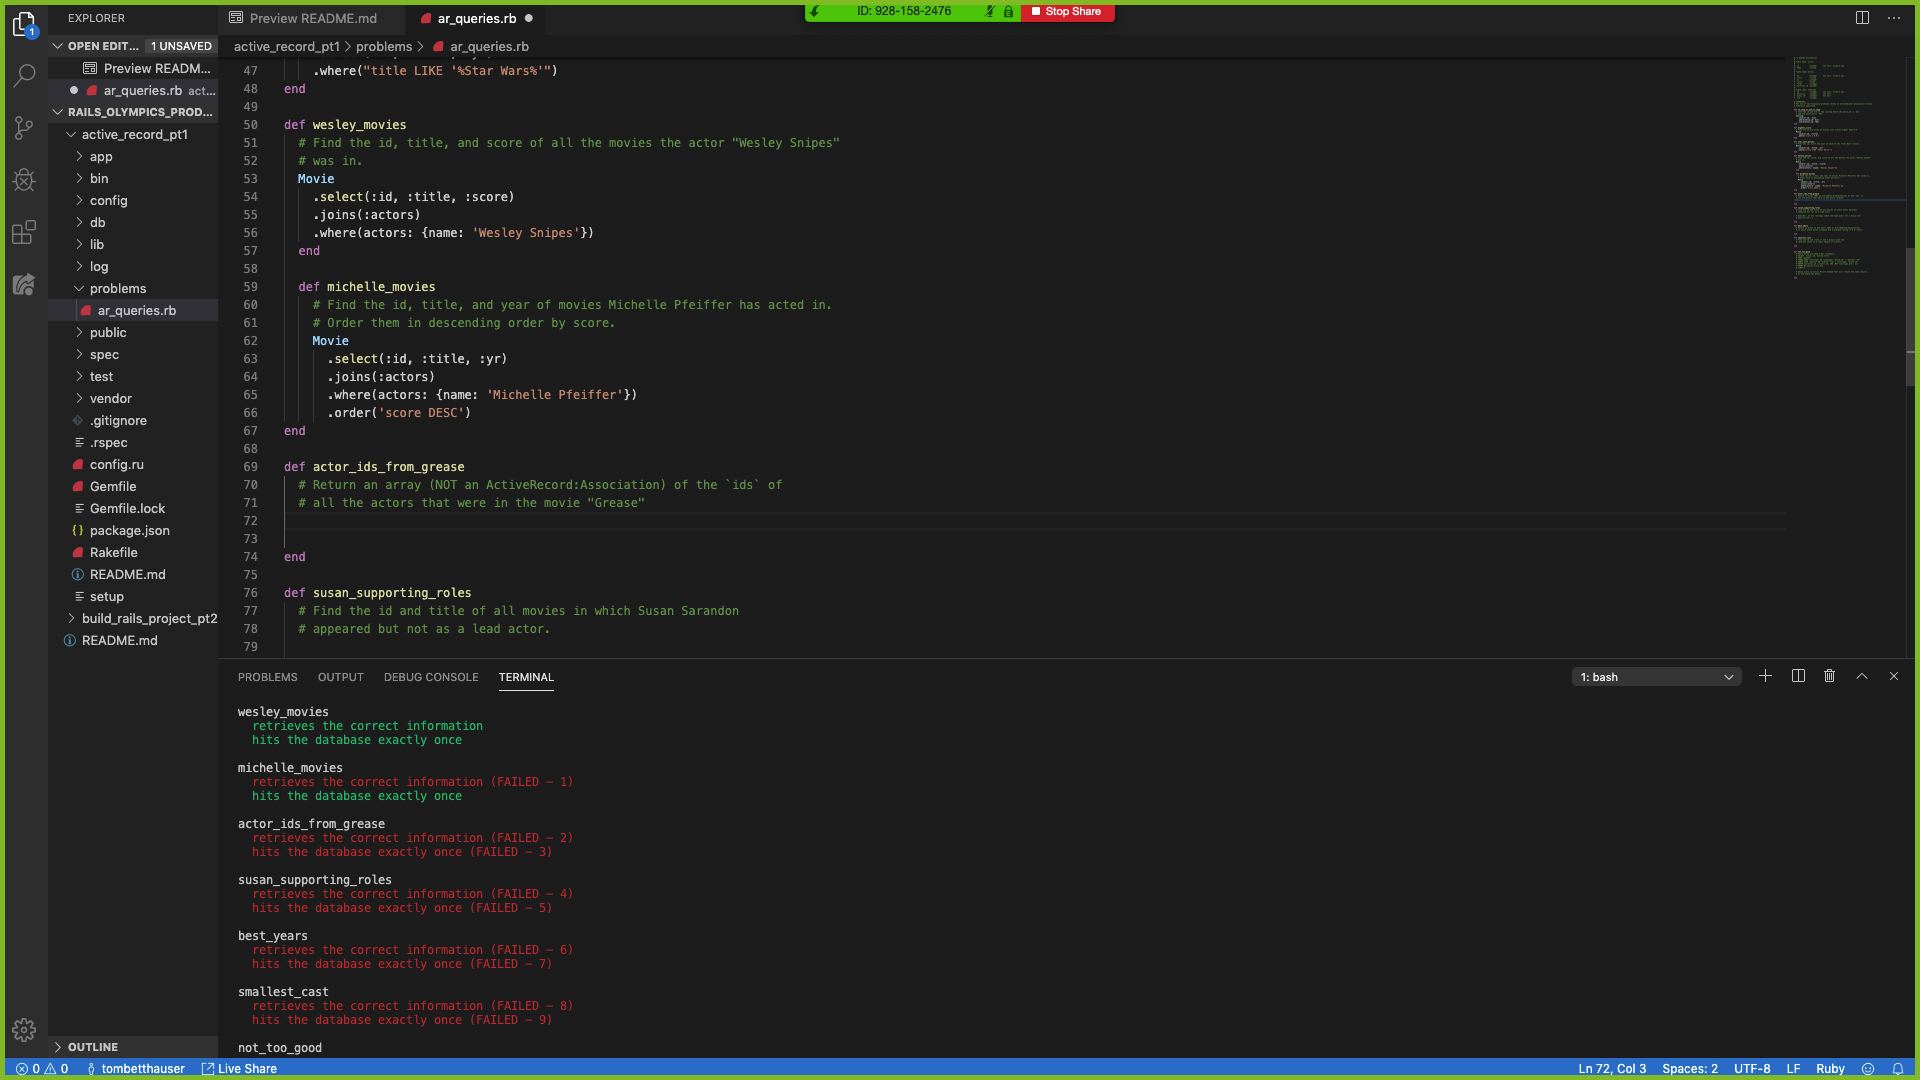 EXPLORER
Preview README.md
ar_queries.rb
ID: 928-158-2476
Stop Share
1
OPEN EDIT... 1 UNSAVED
Preview READM...
ar_queries.rb act...
RAILS_OLYMPICS_PROD...
active_record_pt1
app
bin
config
db
lib
log
problems
ar_queries.rb
public
spec
test
vendor
.gitignore
.rspec
config.ru
Gemfile
Gemfile.lock
package.json
Rakefile
README.md
setup
build_rails_project_pt2
README.md
OUTLINE
active_record_pt1 > problems > ar_queries.rb
47 .where("title LIKE '%Star Wars%'")
48 end
49
50 def wesley_movies
51 # Find the id, title, and score of all the movies the actor "Wesley Snipes"
52 # was in.
53 Movie
54 .select(:id, :title, :score)
55 .joins(:actors)
56 .where(actors: {name: 'Wesley Snipes'})
57 end
58
59 def michelle_movies
60 # Find the id, title, and year of movies Michelle Pfeiffer has acted in.
61 # Order them in descending order by score.
62 Movie
63 .select(:id, :title, :yr)
64 .joins(:actors)
65 .where(actors: {name: 'Michelle Pfeiffer'})
66 .order('score DESC')
67 end
68
69 def actor_ids_from_grease
70 # Return an array (NOT an ActiveRecord:Association) of the `ids` of
71 # all the actors that were in the movie "Grease"
72
73
74 end
75
76 def susan_supporting_roles
77 # Find the id and title of all movies in which Susan Sarandon
78 # appeared but not as a lead actor.
79
PROBLEMS OUTPUT DEBUG CONSOLE TERMINAL
1: bash
wesley_movies
retrieves the correct information
hits the database exactly once
michelle_movies
retrieves the correct information (FAILED - 1)
hits the database exactly once
actor_ids_from_grease
retrieves the correct information (FAILED - 2)
hits the database exactly once (FAILED - 3)
susan_supporting_roles
retrieves the correct information (FAILED - 4)
hits the database exactly once (FAILED - 5)
best_years
retrieves the correct information (FAILED - 6)
hits the database exactly once (FAILED - 7)
smallest_cast
retrieves the correct information (FAILED - 8)
hits the database exactly once (FAILED - 9)
not_too_good
0 0 tombetthauser Live Share
Ln 72, Col 3 Spaces: 2 UTF-8 LF Ruby